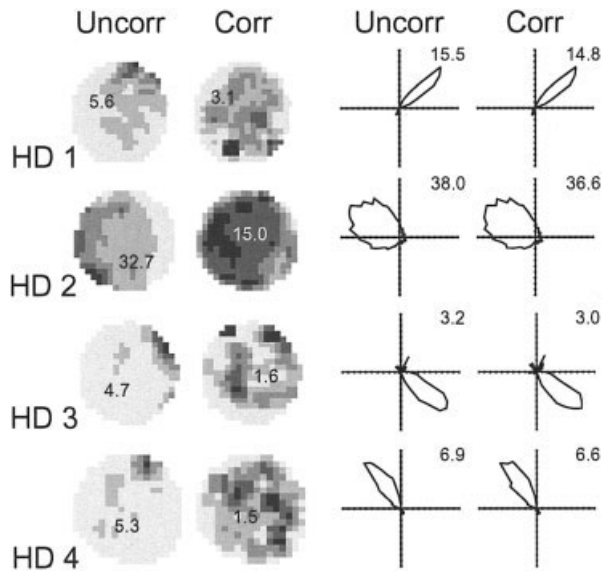 Uncorr Corr Uncorr Corr
5.6 3.1 15.5 14.8
HD 1
32.7 15.0 38.0 36.6
HD 2
4.7 1.6 3.2 3.0
HD 3
5.3 1.5 6.9 6.6
HD 4